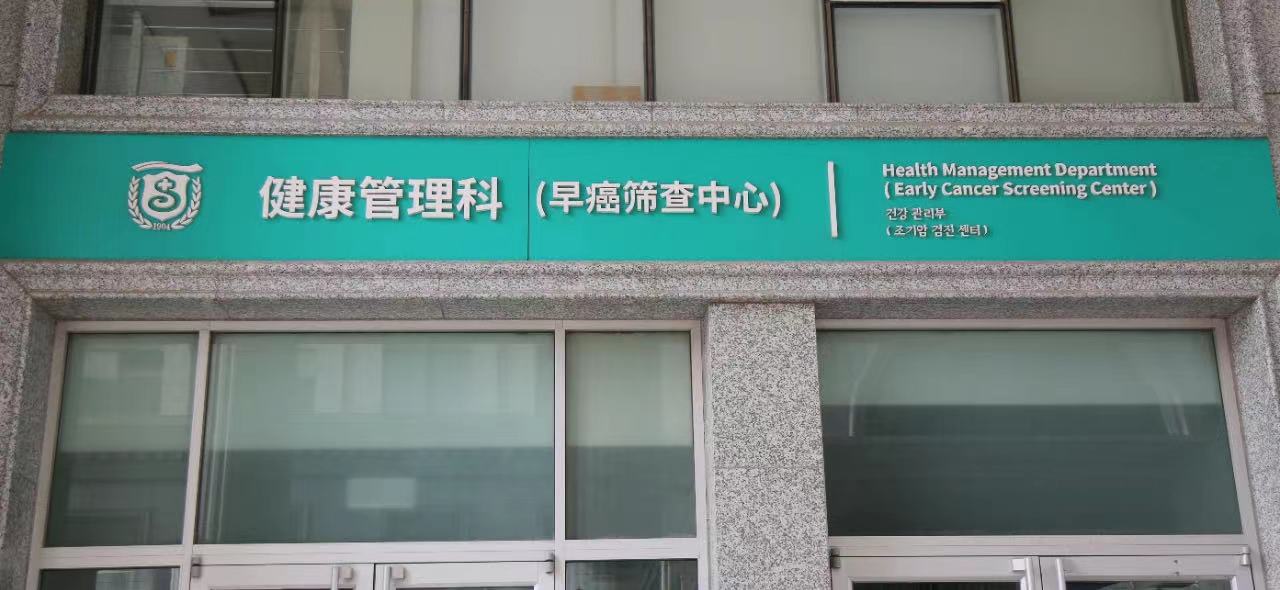 健康管理科 (早癌筛查中心)
Health Management Department
( Early Cancer Screening Center )
건강 관리부
( 조기암 검진 센터 )
1904